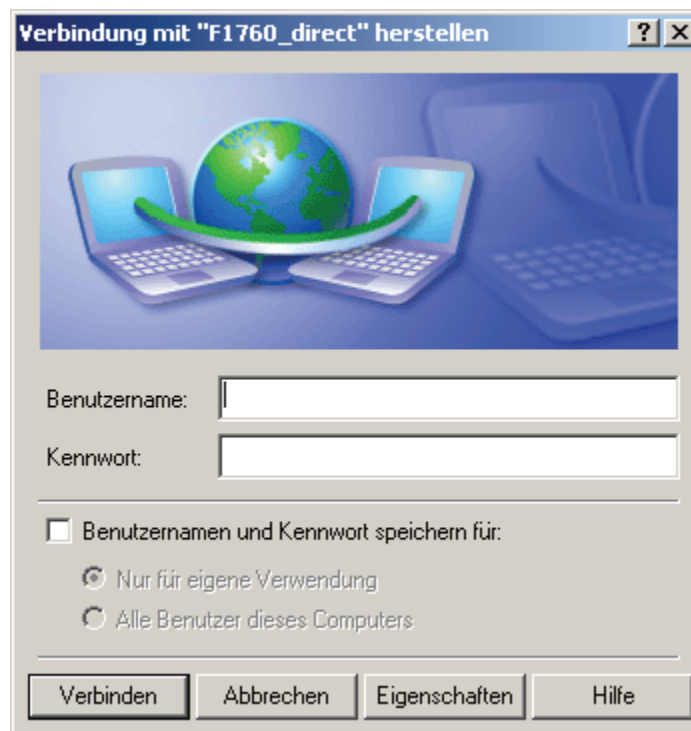 Verbindung mit "F1760_direct" herstellen
Benutzername:
Kennwort:
Benutzernamen und Kennwort speichern für:
Nur für eigene Verwendung
Alle Benutzer dieses Computers
Verbinden Abbrechen Eigenschaften Hilfe